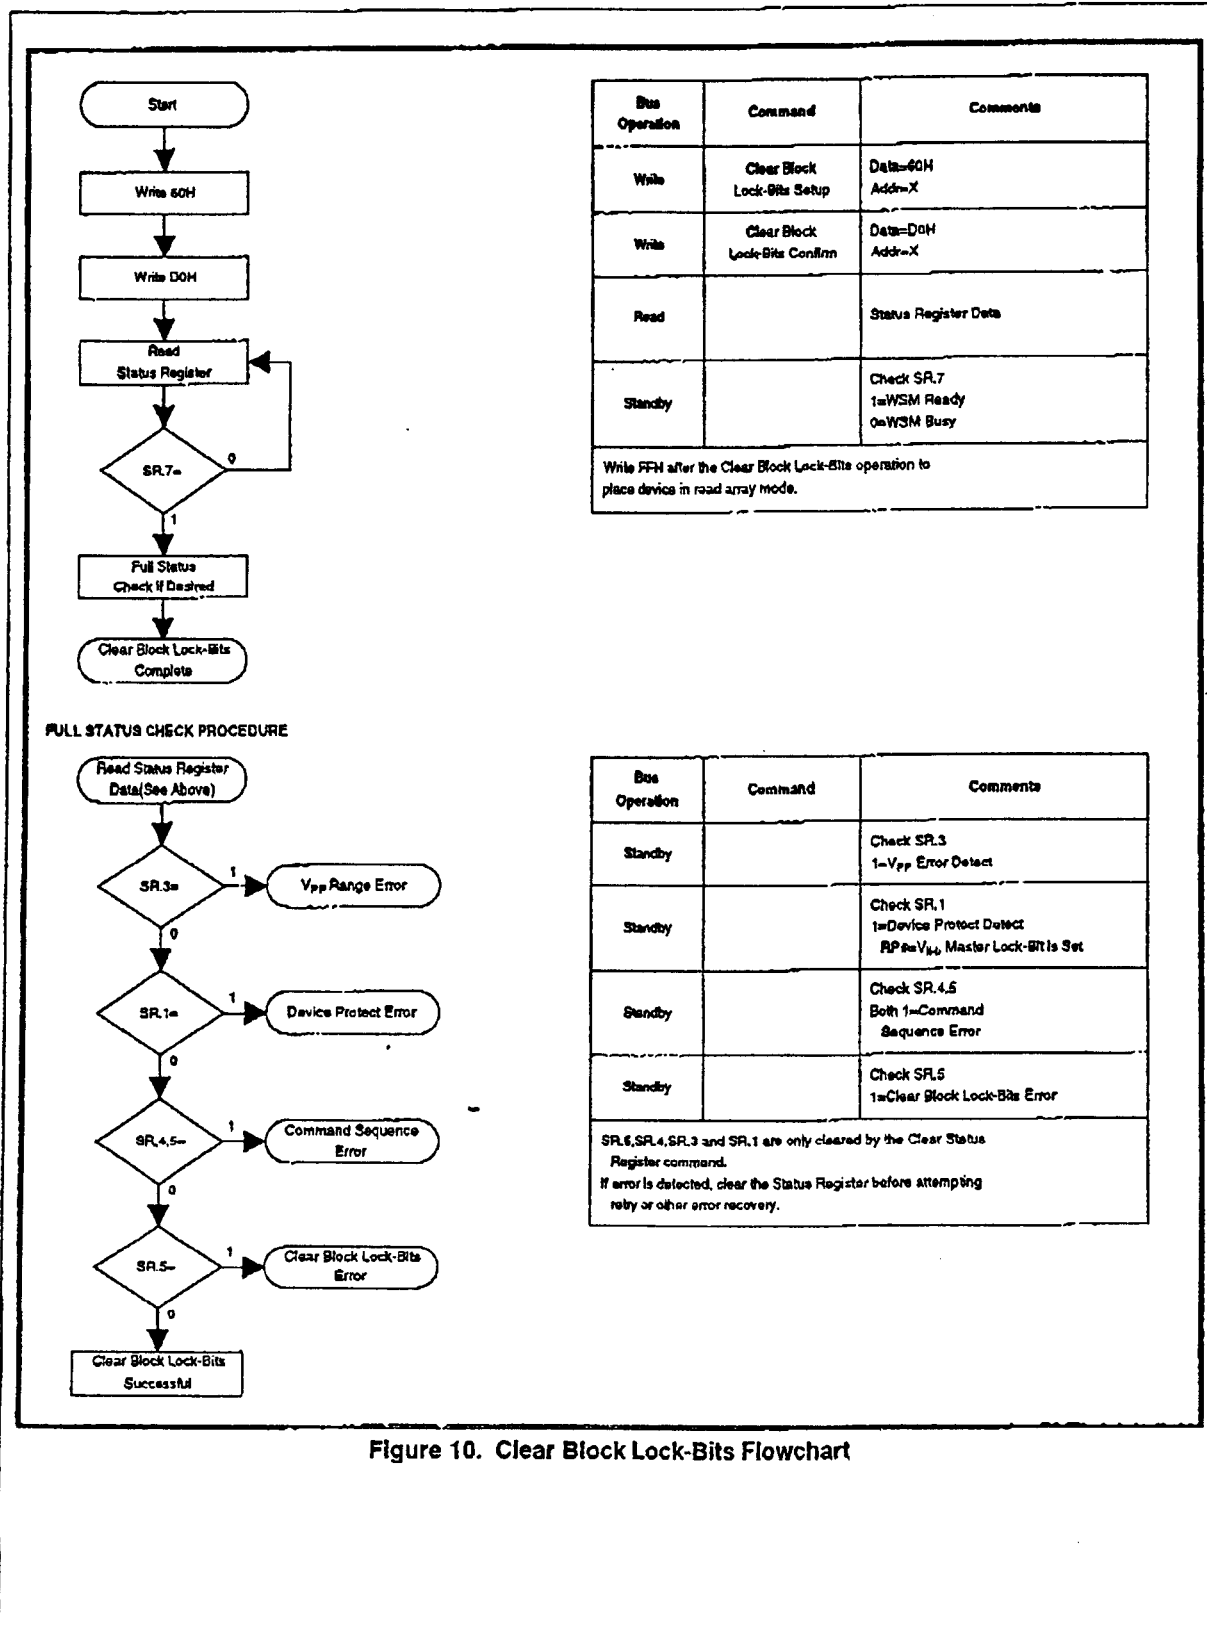 Start
Write 60H
Write D0H
Read
Status Register
SR.7=
0
1
Full Status
Check if Desired
Clear Block Lock-Bits
Complete
Bus
Operation
Command
Comments
Write
Clear Block
Lock-Bits Setup
Data=60H
Addr=X
Write
Clear Block
Lock-Bits Confirm
Data=D0H
Addr=X
Read
Status Register Data
Standby
Check SR.7
1=WSM Ready
0=WSM Busy
Write FFH after the Clear Block Lock-Bits operation to
place device in read array mode.
FULL STATUS CHECK PROCEDURE
Read Status Register
Data(See Above)
SR.3=
1
VPP Range Error
0
SR.1=
1
Device Protect Error
0
SR.4,5=
1
Command Sequence
Error
0
SR.5=
1
Clear Block Lock-Bits
Error
0
Clear Block Lock-Bits
Successful
Bus
Operation
Command
Comments
Standby
Check SR.3
1=VPP Error Detect
Standby
Check SR.1
1=Device Protect Detect
RP#=VIH, Master Lock-Bit is Set
Standby
Check SR.4,5
Both 1=Command
Sequence Error
Standby
Check SR.5
1=Clear Block Lock-Bits Error
SR.5,SR.4,SR.3 and SR.1 are only cleared by the Clear Status
Register command.
If error is detected, clear the Status Register before attempting
retry or other error recovery.
Figure 10. Clear Block Lock-Bits Flowchart